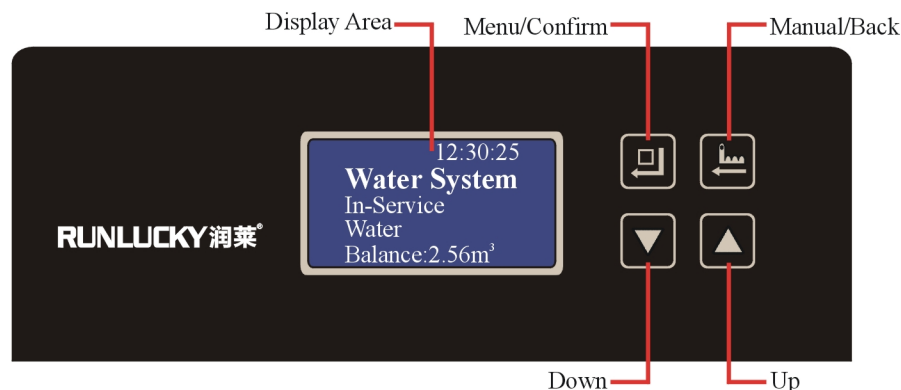 Display Area
Menu/Confirm
Manual/Back
12:30:25
Water System
In-Service
Water
Balance:2.56m³
RUNLUCKY润莱®
Down
Up